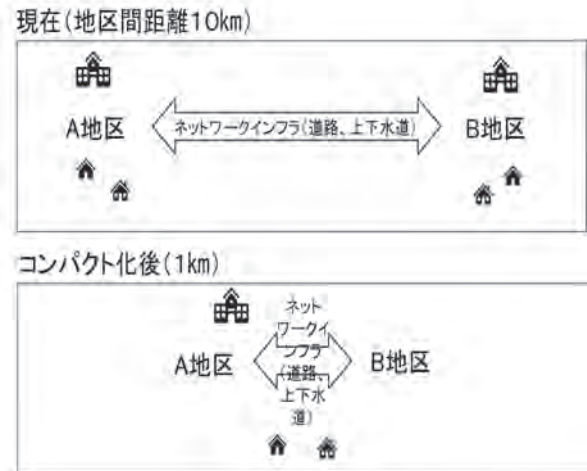 現在(地区間距離10km)
A地区
ネットワークインフラ(道路、上下水道)
B地区
コンパクト化後(1km)
A地区
ネット
ワークイ
ンフラ
(道路、
上下水
道)
B地区